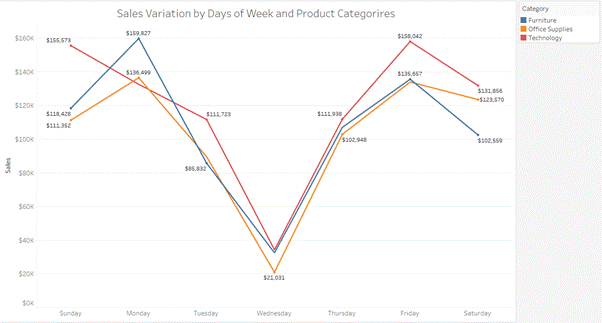 Sales Variation by Days of Week and Product Categorires
Category
Furniture
Office Supplies
Technology
Sales
$160K
$140K
$120K
$100K
$80K
$60K
$40K
$20K
$0K
$155,573
$118,428
$111,352
$159,827
$136,499
$111,723
$85,832
$21,031
$111,938
$102,948
$158,042
$135,657
$131,856
$123,570
$102,559
Sunday Monday Tuesday Wednesday Thursday Friday Saturday